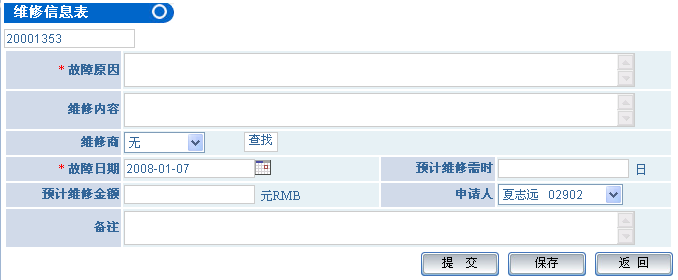 维修信息表
20001353
* 故障原因
维修内容
维修商 无 查找
* 故障日期 2008-01-07 预计维修需时 日
预计维修金额 元RMB 申请人 夏志远 02902
备注
提 交 保存 返 回